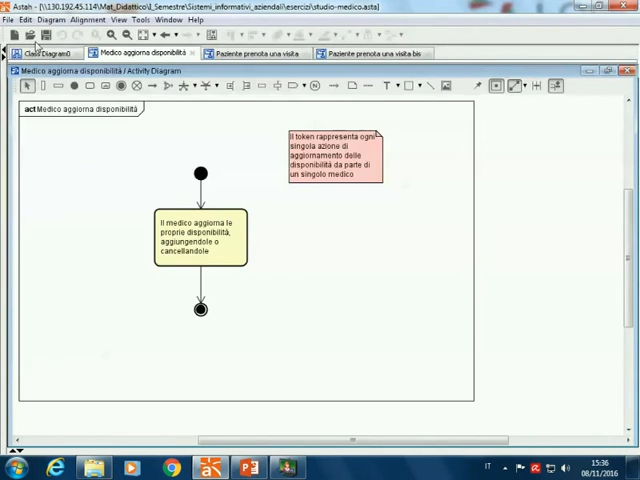 Astah - [\\130.192.45.114\Mat_Didattico\I_Semestre\Sistemi_informativi_aziendali\esercizi\studio-medico.asta]
File Edit Diagram Alignment View Tools Window Help
Class Diagram0 Medico aggiorna disponibilità Paziente prenota una visita Paziente prenota una visita bis
Medico aggiorna disponibilità / Activity Diagram
act Medico aggiorna disponibilità
Il token rappresenta ogni
singola azione di
aggiornamento delle
disponibilità da parte di
un singolo medico
Il medico aggiorna le
proprie disponibilità,
aggiungendole o
cancellandole
IT
15:36
08/11/2016